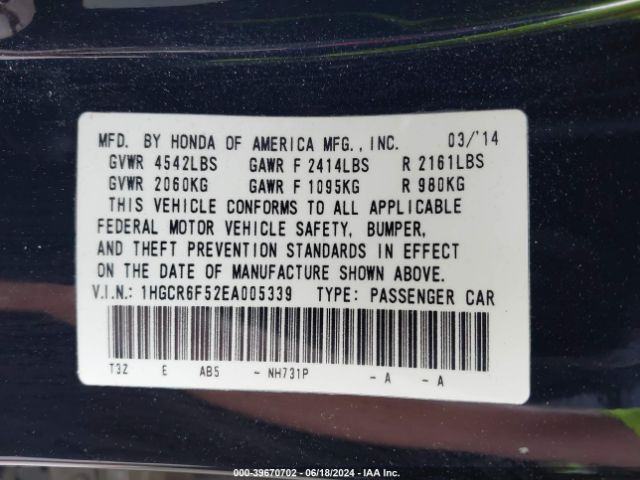 MFD. BY HONDA OF AMERICA MFG., INC. 03/'14
GVWR 4542LBS GAWR F 2414LBS R 2161LBS
GVWR 2060KG GAWR F 1095KG R 980KG
THIS VEHICLE CONFORMS TO ALL APPLICABLE
FEDERAL MOTOR VEHICLE SAFETY, BUMPER,
AND THEFT PREVENTION STANDARDS IN EFFECT
ON THE DATE OF MANUFACTURE SHOWN ABOVE.
V.I.N.: 1HGCR6F52EA005339 TYPE: PASSENGER CAR
T3Z E AB5 - NH731P - A - A
000-39670702 / 06/18/2024 - IAA Inc.